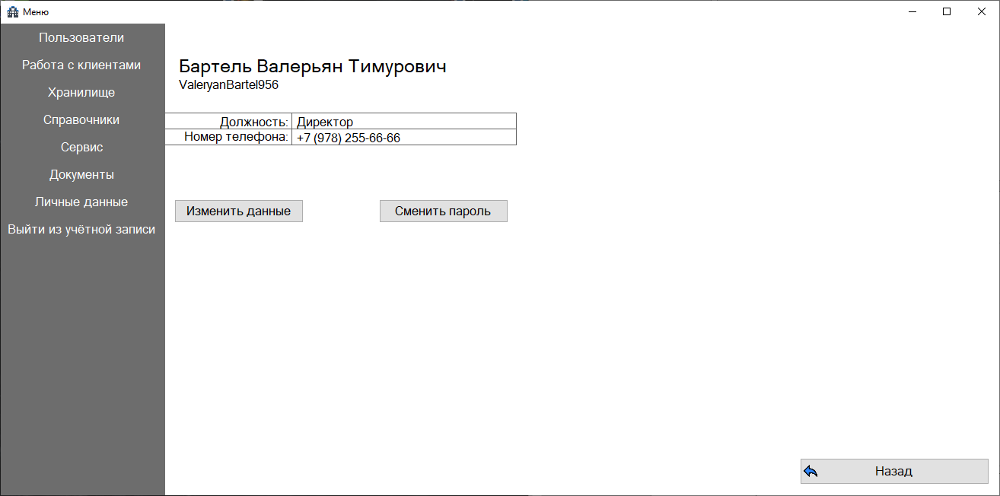 Меню
Пользователи
Работа с клиентами
Хранилище
Справочники
Сервис
Документы
Личные данные
Выйти из учётной записи
Бартель Валерьян Тимурович
ValeryanBartel956
Должность: Директор
Номер телефона: +7 (978) 255-66-66
Изменить данные Сменить пароль
Назад